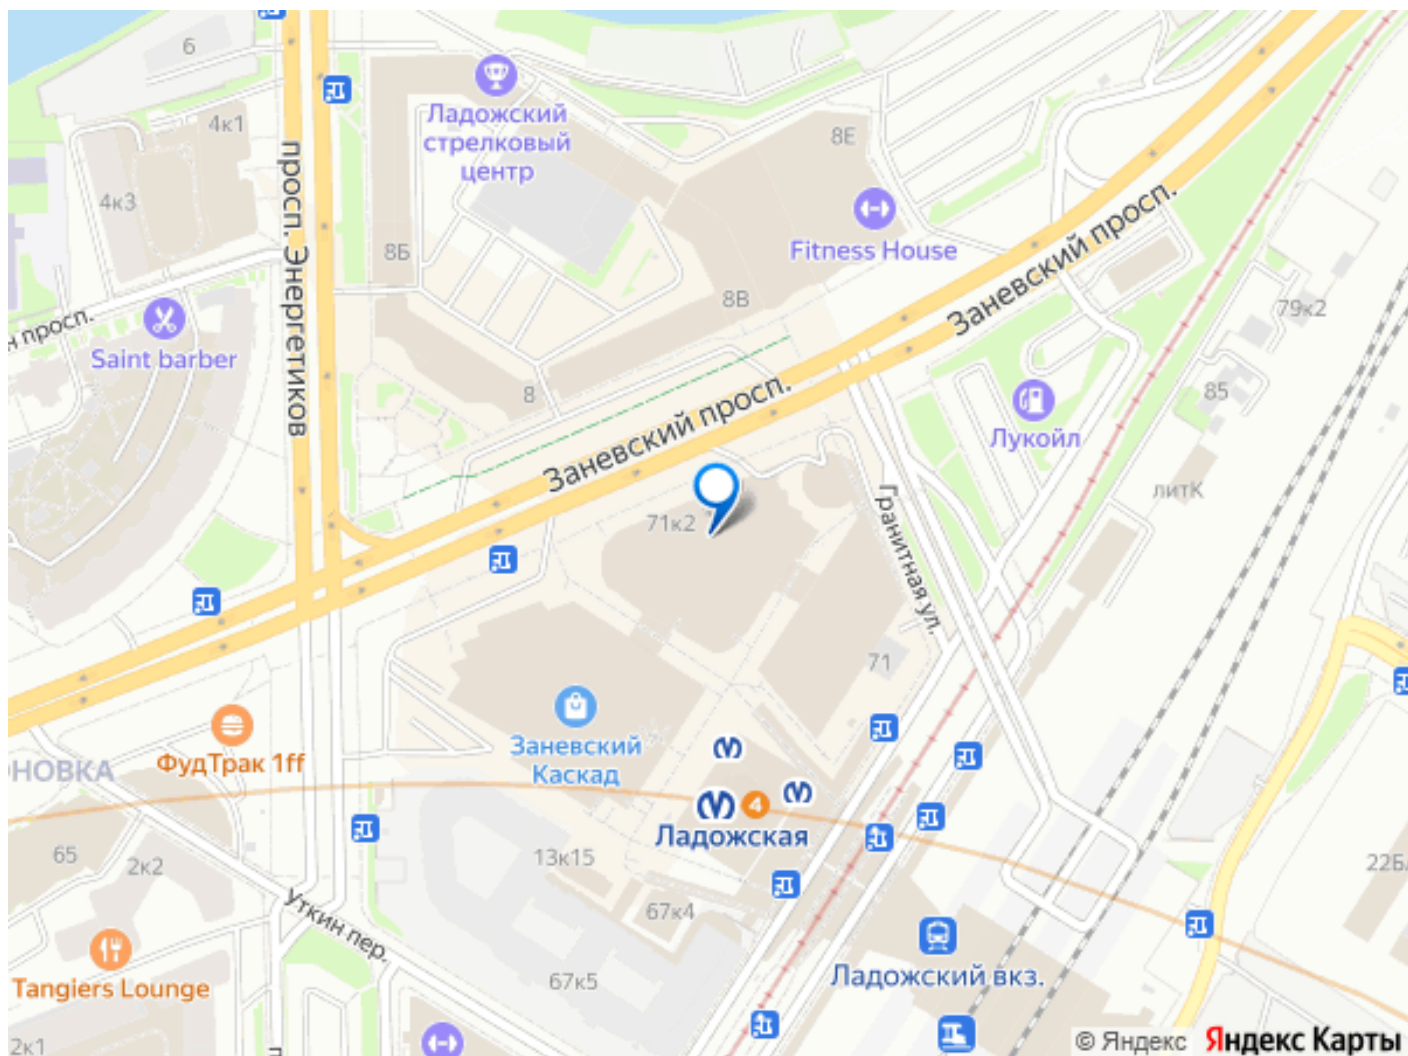 6
4к1
Ладожский
стрелковый
центр
8Е
4к3
просп. Энергетиков
8Б
Fitness House
Заневский просп.
8В
79к2
н просп.
Saint barber
8
Заневский просп.
85
Лукойл
литК
71к2
Гранитная ул.
71
Заневский
Каскад
ОНОВКА
ФудТрак 1ff
4
Ладожская
65
2к2
13к15
22Б
67к4
Уткин пер.
Ладожский вкз.
67к5
Tangiers Lounge
2к1
© Яндекс Яндекс Карты